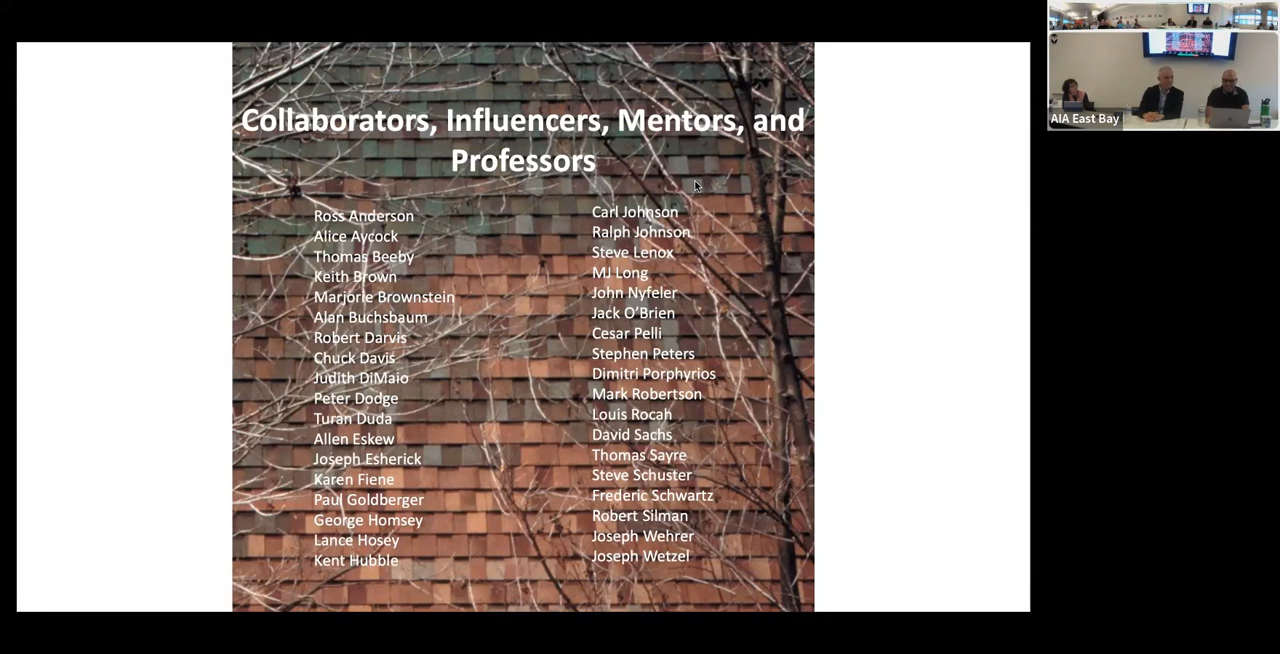 Collaborators, Influencers, Mentors, and
Professors
Ross Anderson
Alice Aycock
Thomas Beeby
Keith Brown
Marjorie Brownstein
Alan Buchsbaum
Robert Darvis
Chuck Davis
Judith DiMaio
Peter Dodge
Turan Duda
Allen Eskew
Joseph Esherick
Karen Fiene
Paul Goldberger
George Homsey
Lance Hosey
Kent Hubble
Carl Johnson
Ralph Johnson
Steve Lenox
MJ Long
John Nyfeler
Jack O’Brien
Cesar Pelli
Stephen Peters
Dimitri Porphyrios
Mark Robertson
Louis Rocah
David Sachs
Thomas Sayre
Steve Schuster
Frederic Schwartz
Robert Silman
Joseph Wehrer
Joseph Wetzel
AIA East Bay